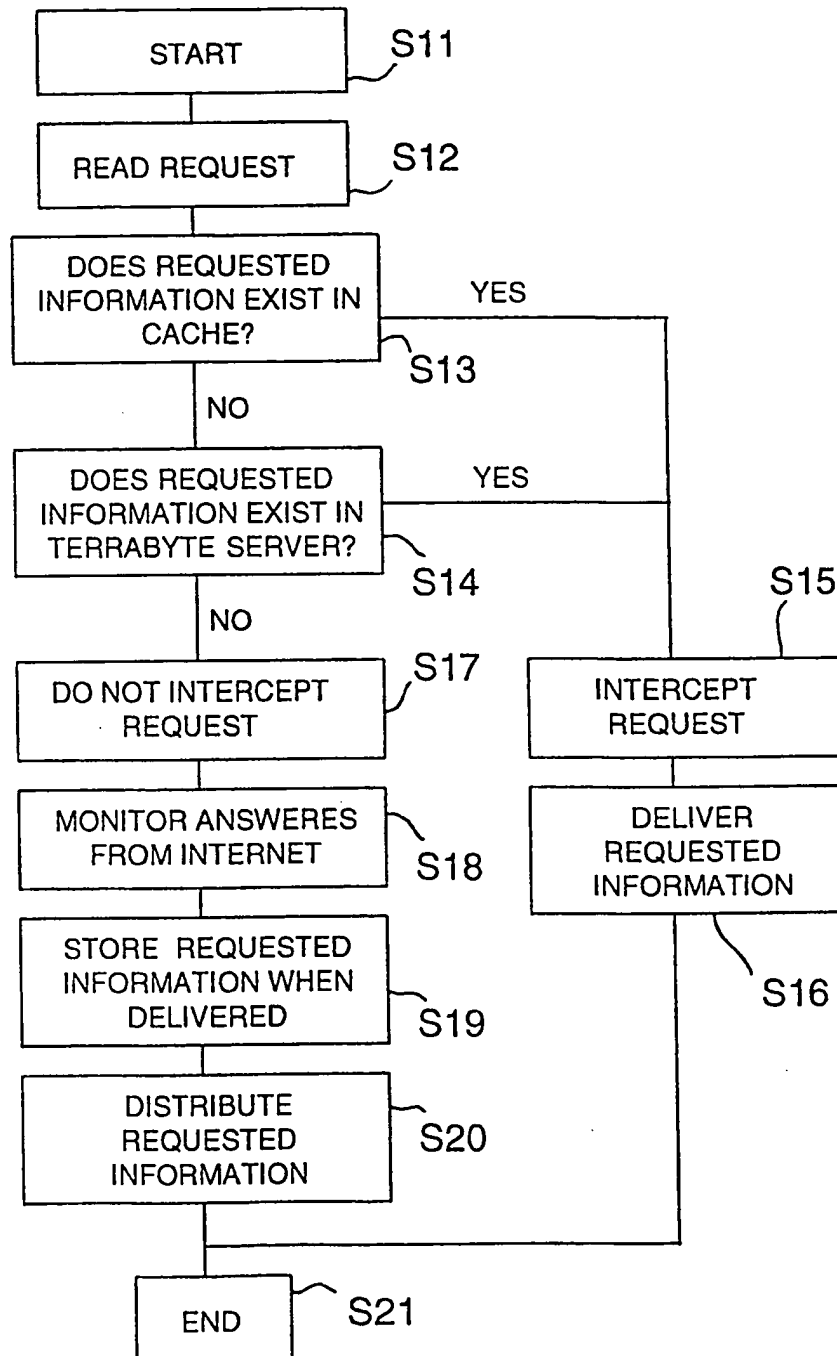 START
S11
READ REQUEST
S12
DOES REQUESTED
INFORMATION EXIST IN
CACHE?
YES
S13
NO
DOES REQUESTED
INFORMATION EXIST IN
TERRABYTE SERVER?
YES
S14
NO
S15
DO NOT INTERCEPT
REQUEST
S17
INTERCEPT
REQUEST
MONITOR ANSWERES
FROM INTERNET
S18
DELIVER
REQUESTED
INFORMATION
S16
STORE REQUESTED
INFORMATION WHEN
DELIVERED
S19
DISTRIBUTE
REQUESTED
INFORMATION
S20
END
S21